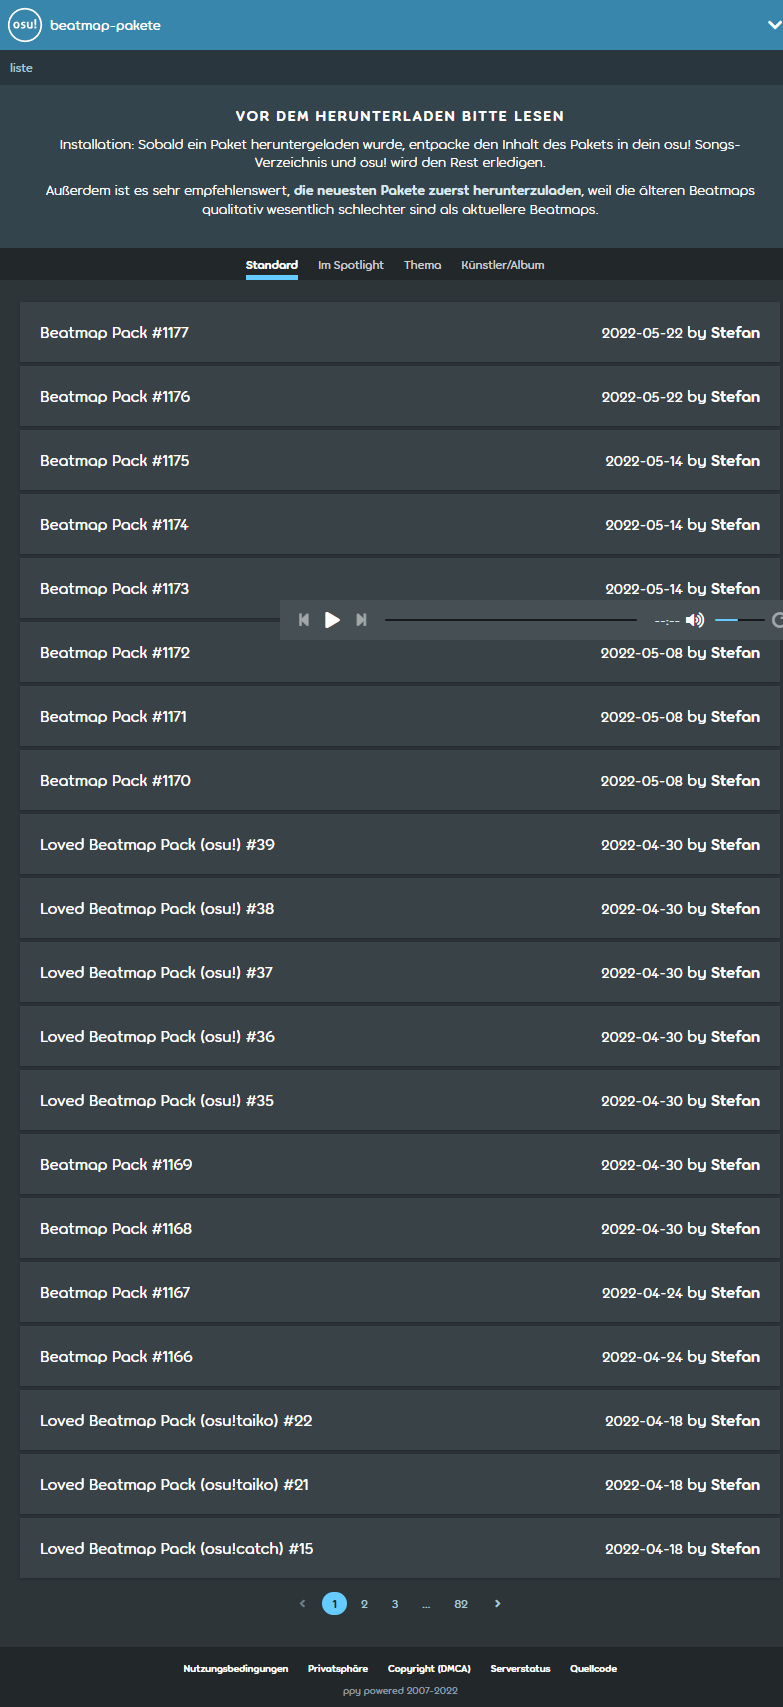 osu! beatmap-pakete
liste
VOR DEM HERUNTERLADEN BITTE LESEN
Installation: Sobald ein Paket heruntergeladen wurde, entpacke den Inhalt des Pakets in dein osu! Songs-
Verzeichnis und osu! wird den Rest erledigen.
Außerdem ist es sehr empfehlenswert, die neuesten Pakete zuerst herunterzuladen, weil die älteren Beatmaps
qualitativ wesentlich schlechter sind als aktuellere Beatmaps.
Standard Im Spotlight Thema Künstler/Album
Beatmap Pack #1177 2022-05-22 by Stefan
Beatmap Pack #1176 2022-05-22 by Stefan
Beatmap Pack #1175 2022-05-14 by Stefan
Beatmap Pack #1174 2022-05-14 by Stefan
Beatmap Pack #1173 2022-05-14 by Stefan
--:--
Beatmap Pack #1172 2022-05-08 by Stefan
Beatmap Pack #1171 2022-05-08 by Stefan
Beatmap Pack #1170 2022-05-08 by Stefan
Loved Beatmap Pack (osu!) #39 2022-04-30 by Stefan
Loved Beatmap Pack (osu!) #38 2022-04-30 by Stefan
Loved Beatmap Pack (osu!) #37 2022-04-30 by Stefan
Loved Beatmap Pack (osu!) #36 2022-04-30 by Stefan
Loved Beatmap Pack (osu!) #35 2022-04-30 by Stefan
Beatmap Pack #1169 2022-04-30 by Stefan
Beatmap Pack #1168 2022-04-30 by Stefan
Beatmap Pack #1167 2022-04-24 by Stefan
Beatmap Pack #1166 2022-04-24 by Stefan
Loved Beatmap Pack (osu!taiko) #22 2022-04-18 by Stefan
Loved Beatmap Pack (osu!taiko) #21 2022-04-18 by Stefan
Loved Beatmap Pack (osu!catch) #15 2022-04-18 by Stefan
1 2 3 ... 82
Nutzungsbedingungen Privatsphäre Copyright (DMCA) Serverstatus Quellcode
ppy powered 2007-2022